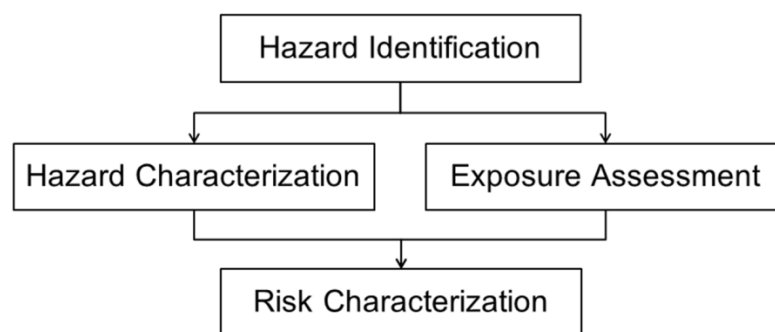 Hazard Identification
Hazard Characterization
Exposure Assessment
Risk Characterization